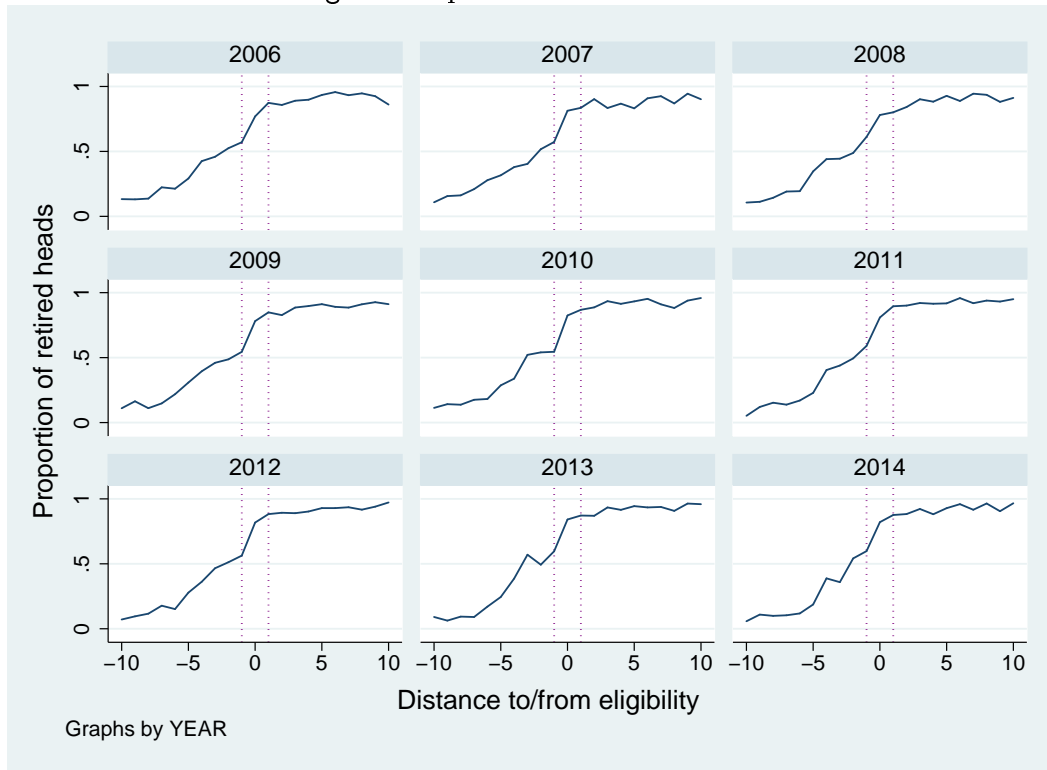 2006 2007 2008
1
.5
0
2009 2010 2011
1
.5
0
2012 2013 2014
1
.5
0
−10 −5 0 5 10 −10 −5 0 5 10 −10 −5 0 5 10
Proportion of retired heads
Distance to/from eligibility
Graphs by YEAR